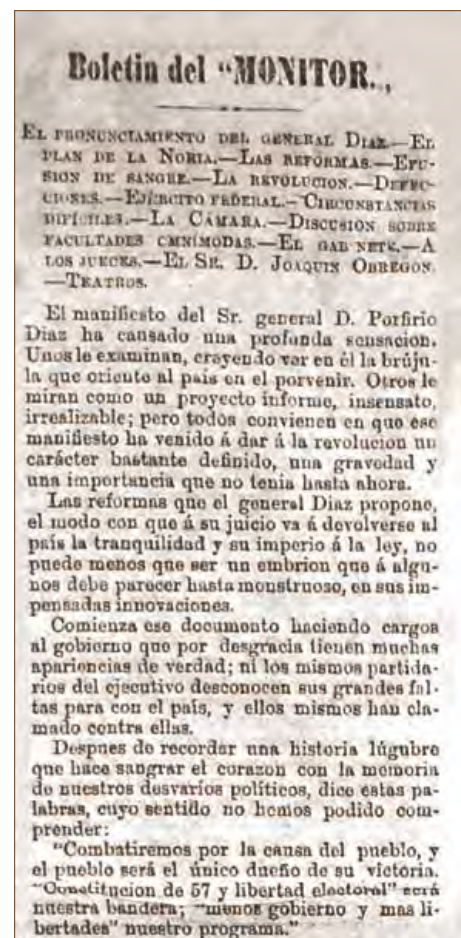 Boletin del "MONITOR.,
EL PRONUNCIAMIENTO DEL GENERAL DIAZ.—EL
PLAN DE LA NORIA.—LAS REFORMAS.—EFU-
SION DE SANGRE.—LA REVOLUCION.—DEFEC-
CIONES.—EJÉRCITO FEDERAL.—CIRCUNSTANCIAS
DIFÍCILES.—LA CÁMARA.—DISCUSION SOBRE
FACULTADES OMNÍMODAS.—EL GAB NETE.—A
LOS JUECES.—EL SR. D. JOAQUIN OBREGON.
—TEATROS.
El manifiesto del Sr. general D. Porfirio
Diaz ha causado una profunda sensacion.
Unos le examinan, creyendo ver en él la brúju-
la que oriente al país en el porvenir. Otros le
miran como un proyecto informe, insensato,
irrealizable; pero todos convienen en que ese
manifiesto ha venido á dar á la revolucion un
carácter bastante definido, una gravedad y
una importancia que no tenia hasta ahora.
Las reformas que el general Diaz propone,
el modo con que á su juicio va á devolverse al
país la tranquilidad y su imperio á la ley, no
puede menos que ser un embrion que á algu-
nos debe parecer hasta monstruoso, en sus im-
pensadas innovaciones.
Comienza ese documento haciendo cargos
al gobierno que por desgracia tienen muchas
apariencias de verdad; ni los mismos partida-
rios del ejecutivo desconocen sus grandes fal-
tas para con el país, y ellos mismos han cla-
mado contra ellas.
Despues de recordar una historia lúgubre
que hace sangrar el corazon con la memoria
de nuestros desvarios políticos, dice estas pa-
labras, cuyo sentido no hemos podido com-
prender:
"Combatiremos por la causa del pueblo, y
el pueblo será el único dueño de su victoria.
"Constitucion de 57 y libertad electoral" será
nuestra bandera; "menos gobierno y mas li-
bertades" nuestro programa."